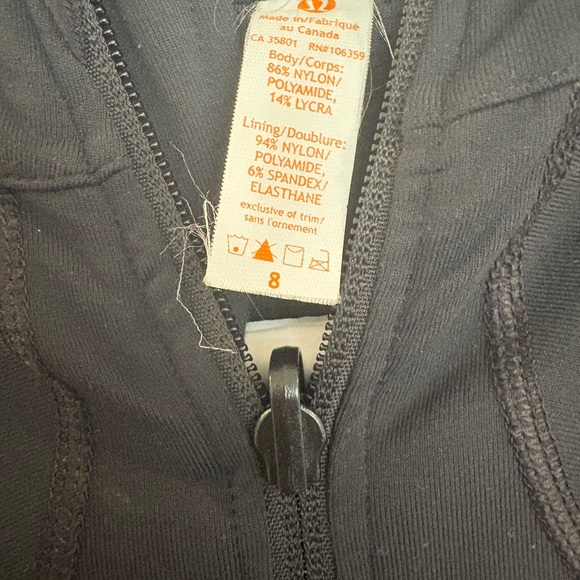 Made in/Fabriqué
au Canada
CA 35801 RN#106359
Body/Corps:
86% NYLON/
POLYAMIDE,
14% LYCRA
Lining/Doublure:
94% NYLON/
POLYAMIDE,
6% SPANDEX/
ELASTHANE
exclusive of trim/
sans l'ornement
8